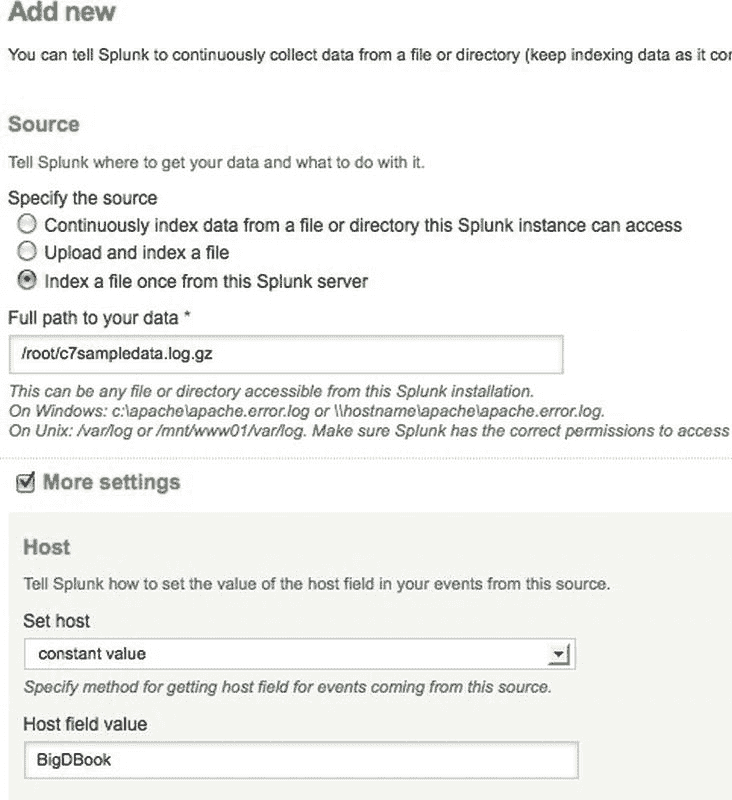 Add new
You can tell Splunk to continuously collect data from a file or directory (keep indexing data as it
Source
Tell Splunk where to get your data and what to do with it.
Specify the source
Continuously index data from a file or directory this Splunk instance can access
Upload and index a file
Index a file once from this Splunk server
Full path to your data *
/root/c7sampledata.log.gz
This can be any file or directory accessible from this Splunk installation.
On Windows: c:\apache\apache.error.log or \\hostname\apache\apache.error.log.
On Unix: /var/log or /mnt/www01/var/log. Make sure Splunk has the correct permissions to access
More settings
Host
Tell Splunk how to set the value of the host field in your events from this source.
Set host
constant value
Specify method for getting host field for events coming from this source.
Host field value
BigDBook